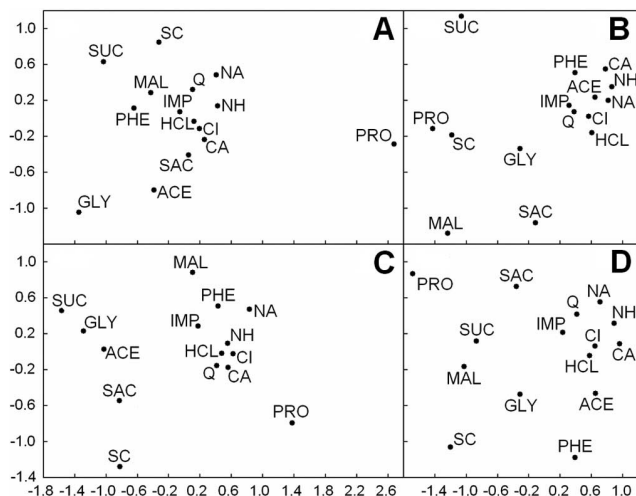 A
1.2
0.8
0.2
-0.2
-0.6
-1.0
SC
SUC
MAL
Q
NA
PHE
IMP
NH
HCL
CI
CA
SAC
PRO
ACE
GLY
B
SUC
PHE
CA
NH
ACE
IMP
NA
Q
CI
HCL
PRO
SC
GLY
MAL
SAC
C
1.0
0.6
0.2
-0.2
-0.6
-1.0
-1.4
MAL
SUC
PHE
NA
GLY
IMP
NH
ACE
HCL
CI
Q
CA
SAC
PRO
SC
-1.8 -1.4 -1.0 -0.6 -0.2 0.2 0.6 1.0 1.4 1.8 2.2 2.6
D
PRO
SAC
NA
Q
NH
IMP
CI
SUC
CA
HCL
MAL
GLY
ACE
SC
PHE
-1.8 -1.4 -1.0 -0.6 -0.2 0.2 0.6 1.0